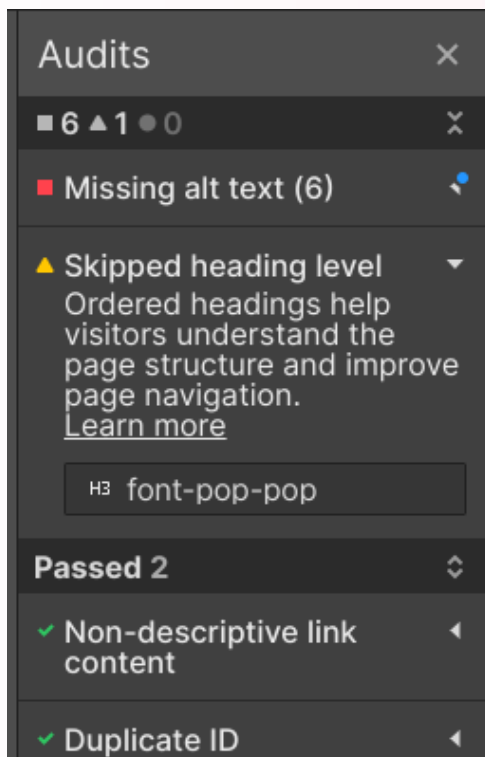 Audits
6 1 0
Missing alt text (6)
Skipped heading level
Ordered headings help
visitors understand the
page structure and improve
page navigation.
Learn more
H3 font-pop-pop
Passed 2
Non-descriptive link
content
Duplicate ID